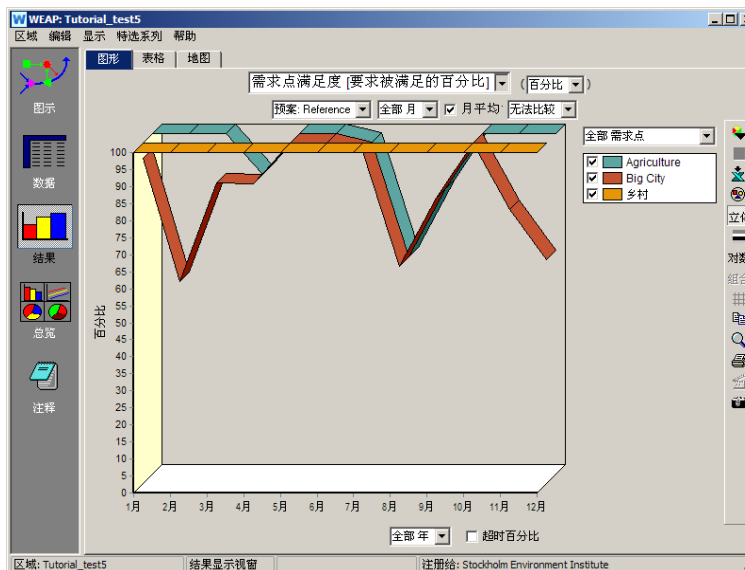 WEAP: Tutorial_test5
区域 编辑 显示 特选系列 帮助
图形 表格 地图
需求点满足度 [要求被满足的百分比] (百分比)
预案: Reference 全部 月 月平均 无法比较
全部 需求点
Agriculture
Big City
乡村
图示
数据
结果
总览
注释
百分比
100
95
90
85
80
75
70
65
60
55
50
45
40
35
30
25
20
15
10
5
0
1月 2月 3月 4月 5月 6月 7月 8月 9月 10月 11月 12月
全部 年 超时百分比
对数
组合
区域: Tutorial_test5 结果显示视窗 注册给: Stockholm Environment Institute